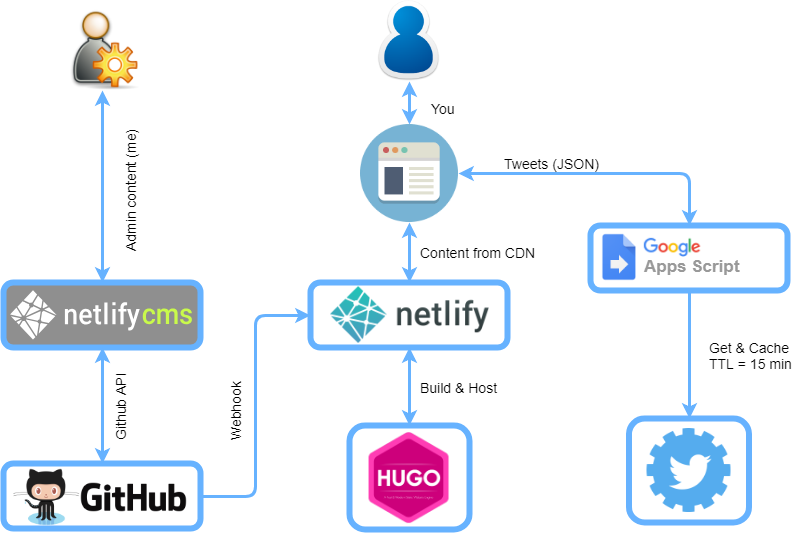 You
Admin content (me)
Tweets (JSON)
Content from CDN
Google
Apps Script
netlifycms
netlify
Get & Cache
TTL = 15 min
Github API
Webhook
Build & Host
GitHub
HUGO